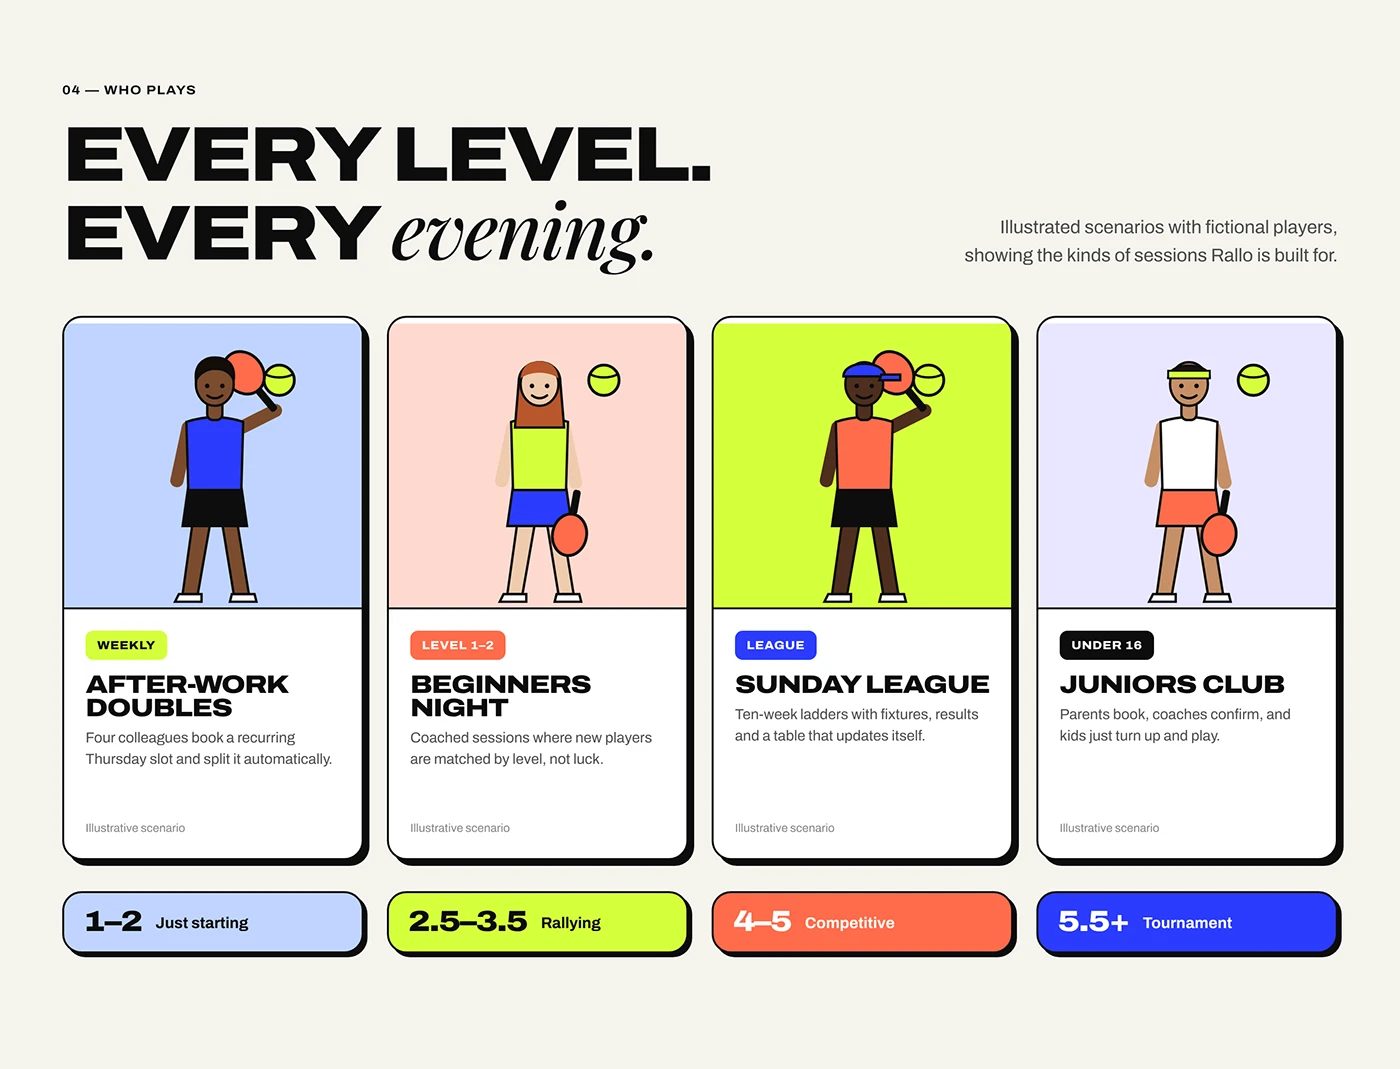 04 — WHO PLAYS
EVERY LEVEL.
EVERY evening.
Illustrated scenarios with fictional players,
showing the kinds of sessions Rallo is built for.
WEEKLY
AFTER-WORK
DOUBLES
Four colleagues book a recurring
Thursday slot and split it automatically.
Illustrative scenario
LEVEL 1–2
BEGINNERS
NIGHT
Coached sessions where new players
are matched by level, not luck.
Illustrative scenario
LEAGUE
SUNDAY LEAGUE
Ten-week ladders with fixtures, results
and a table that updates itself.
Illustrative scenario
UNDER 16
JUNIORS CLUB
Parents book, coaches confirm, and
kids just turn up and play.
Illustrative scenario
1–2 Just starting
2.5–3.5 Rallying
4–5 Competitive
5.5+ Tournament